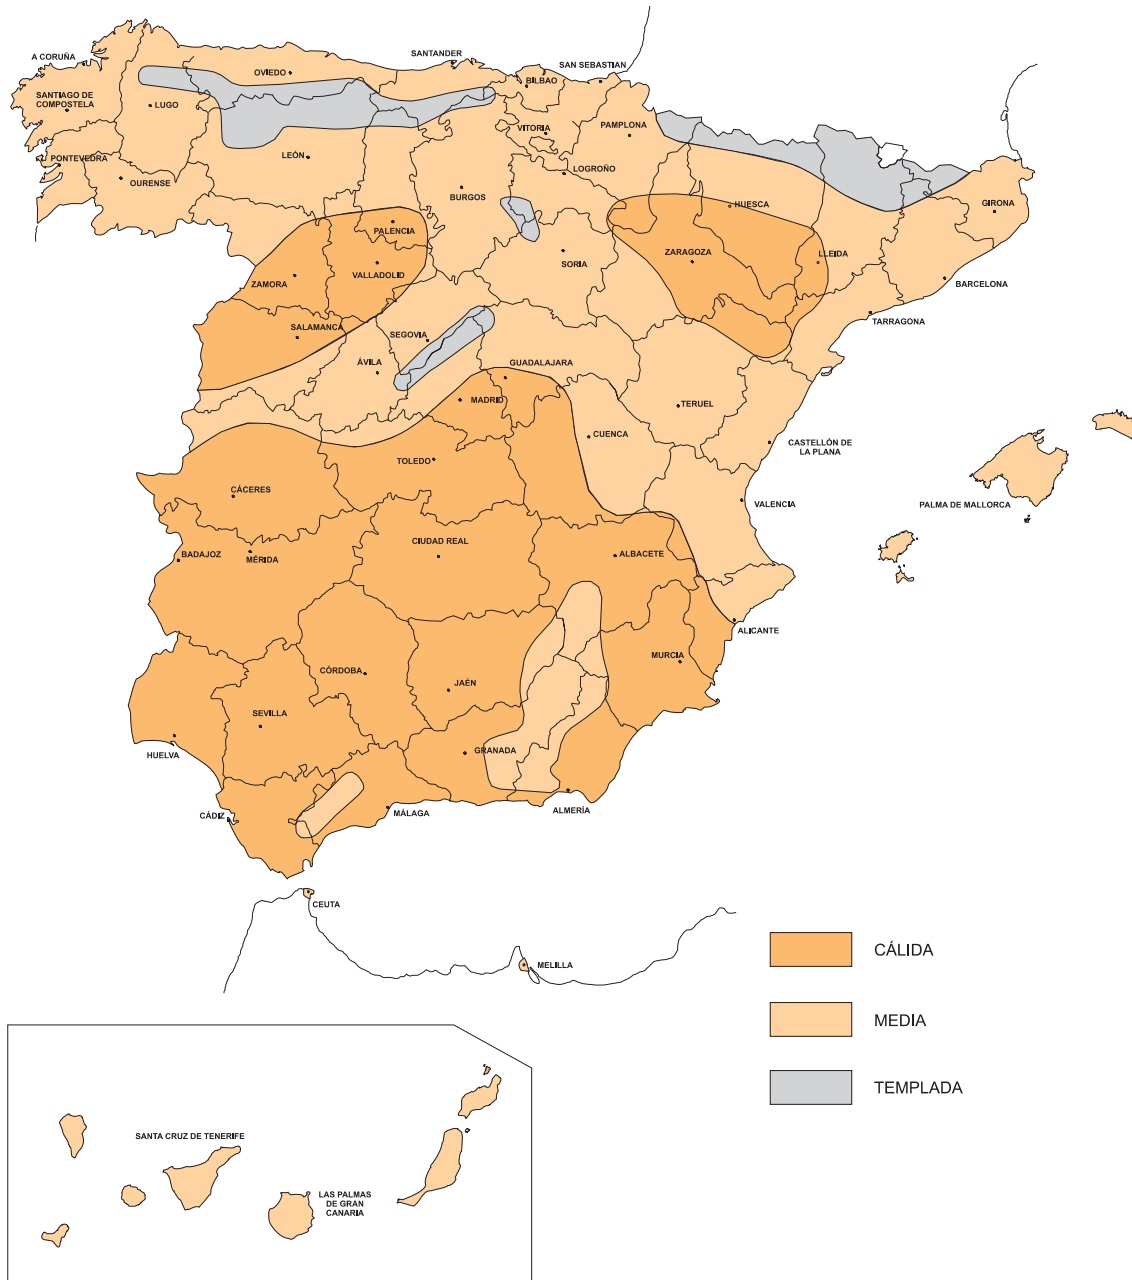 SANTANDER
A CORUÑA
SAN SEBASTIAN
OVIEDO
BILBAO
SANTIAGO DE
COMPOSTELA
LUGO
VITORIA
PAMPLONA
LEÓN
PONTEVEDRA
LOGROÑO
OURENSE
BURGOS
HUESCA
GIRONA
PALENCIA
ZARAGOZA
LLEIDA
SORIA
VALLADOLID
ZAMORA
BARCELONA
TARRAGONA
SALAMANCA
SEGOVIA
ÁVILA
GUADALAJARA
MADRID
TERUEL
CUENCA
CASTELLÓN DE
LA PLANA
TOLEDO
CÁCERES
VALENCIA
PALMA DE MALLORCA
CIUDAD REAL
BADAJOZ
MÉRIDA
ALBACETE
ALICANTE
MURCIA
CÓRDOBA
JAÉN
SEVILLA
HUELVA
GRANADA
CÁDIZ
MÁLAGA
ALMERÍA
CEUTA
MELILLA
CÁLIDA
MEDIA
TEMPLADA
SANTA CRUZ DE TENERIFE
LAS PALMAS
DE GRAN
CANARIA